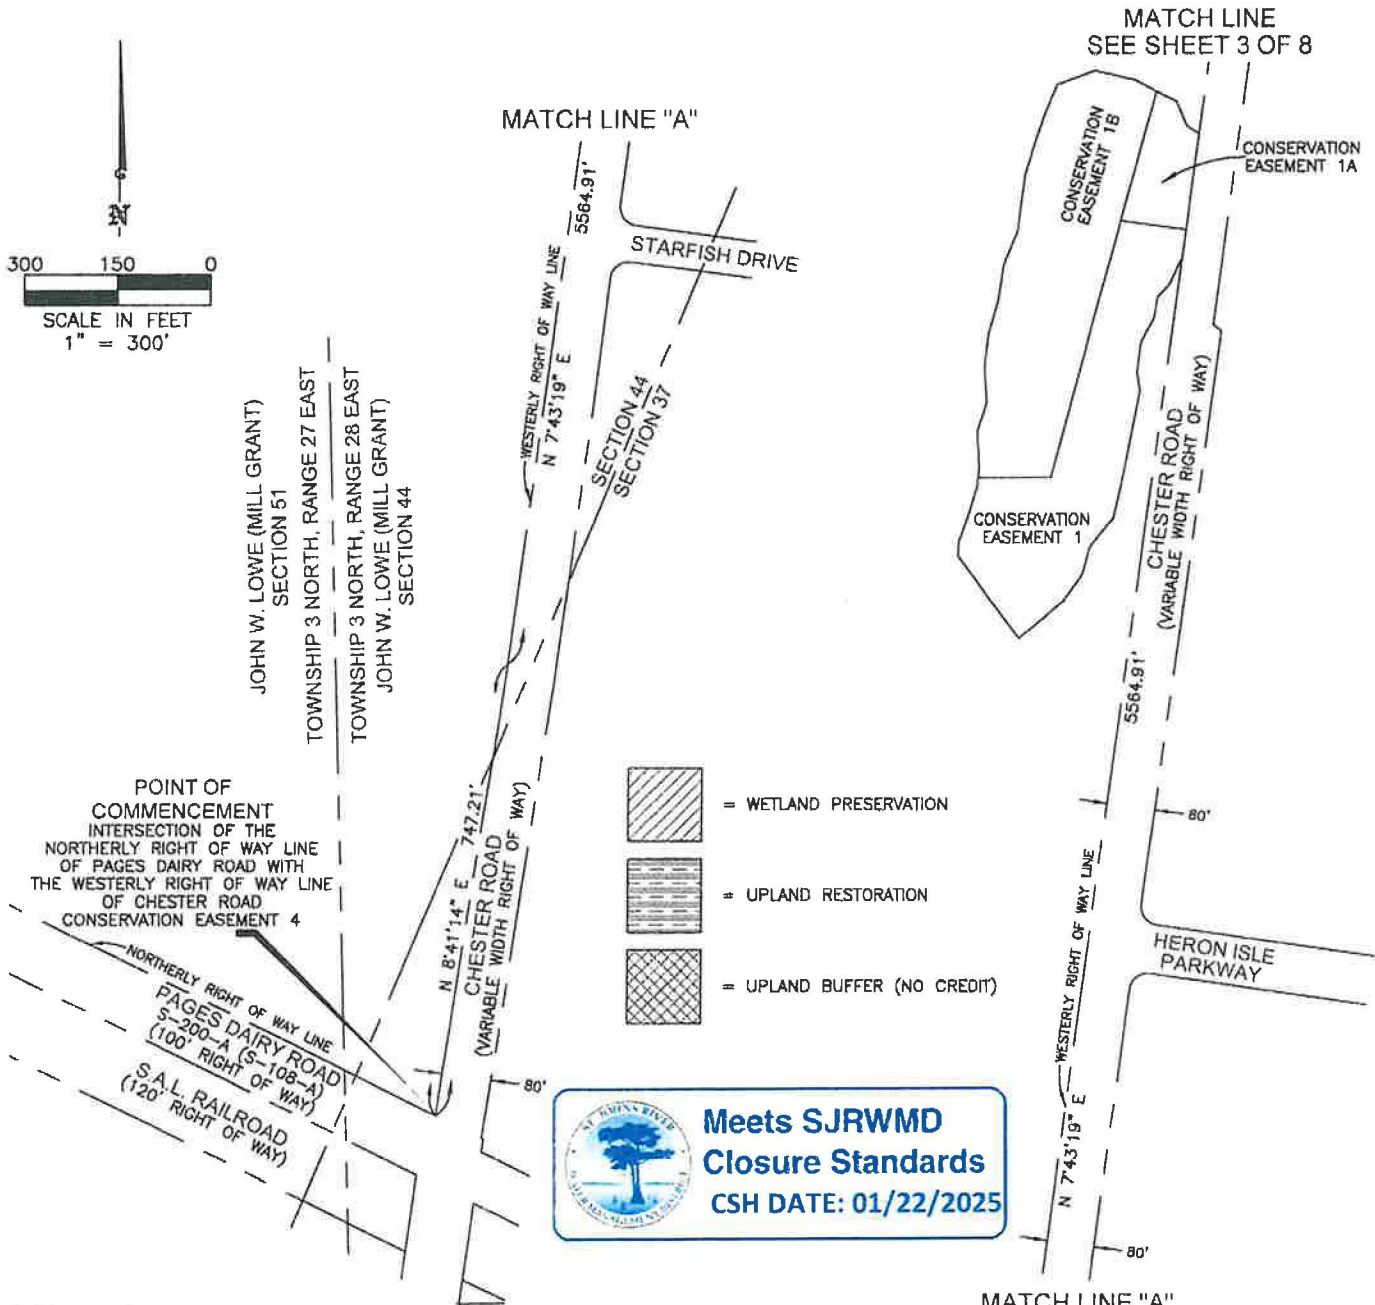 MATCH LINE
SEE SHEET 3 OF 8
MATCH LINE "A"
N
300 150 0
SCALE IN FEET
1" = 300'
5564.91'
STARFISH DRIVE
WESTERLY RIGHT OF WAY LINE
N 7°43'19" E
SECTION 44
SECTION 37
JOHN W. LOWE (MILL GRANT)
SECTION 51
TOWNSHIP 3 NORTH, RANGE 27 EAST
TOWNSHIP 3 NORTH, RANGE 28 EAST
JOHN W. LOWE (MILL GRANT)
SECTION 44
POINT OF
COMMENCEMENT
INTERSECTION OF THE
NORTHERLY RIGHT OF WAY LINE
OF PAGES DAIRY ROAD WITH
THE WESTERLY RIGHT OF WAY LINE
OF CHESTER ROAD
CONSERVATION EASEMENT 4
NORTHERLY RIGHT OF WAY LINE
PAGES DAIRY ROAD
S-200-A (S-108-A)
(100' RIGHT OF WAY)
S.A.L. RAILROAD
(120' RIGHT OF WAY)
N 8°41'14" E 747.21'
CHESTER ROAD
(VARIABLE WIDTH RIGHT OF WAY)
80'
= WETLAND PRESERVATION
= UPLAND RESTORATION
= UPLAND BUFFER (NO CREDIT)
CONSERVATION
EASEMENT 1B
CONSERVATION
EASEMENT 1A
CONSERVATION
EASEMENT 1
CHESTER ROAD
(VARIABLE WIDTH RIGHT OF WAY)
5564.91'
80'
WESTERLY RIGHT OF WAY LINE
HERON ISLE
PARKWAY
N 7°43'19" E
80'
ST. JOHNS RIVER
WATER MANAGEMENT DISTRICT
Meets SJRWMD
Closure Standards
CSH DATE: 01/22/2025
MATCH LINE "A"